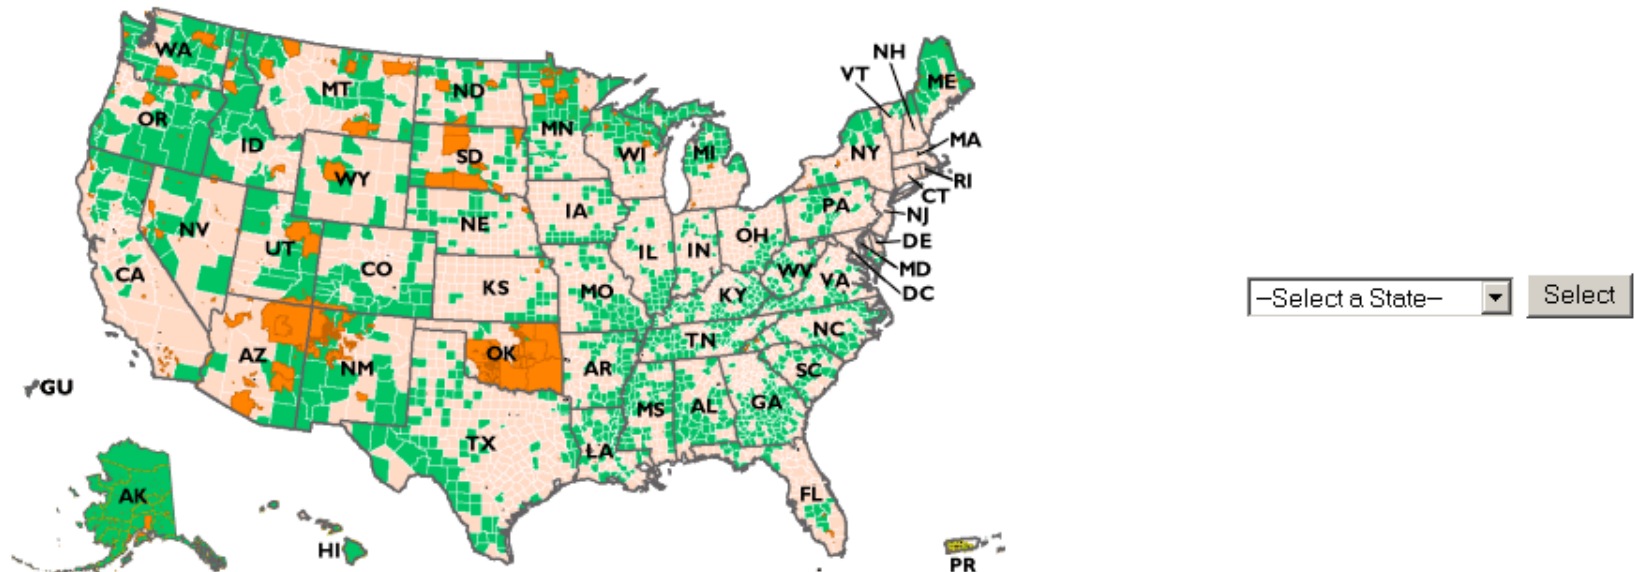 NH
WA
VT
ME
MT
ND
OR
MN
MA
ID
SD
WI
MI
NY
WY
RI
CT
IA
PA
NJ
NE
NV
OH
DE
UT
IL
IN
CO
WV
MD
CA
VA
KS
MO
KY
DC
--Select a State--
Select
NC
TN
OK
AZ
NM
AR
SC
GU
MS
AL
GA
TX
LA
FL
AK
HI
PR